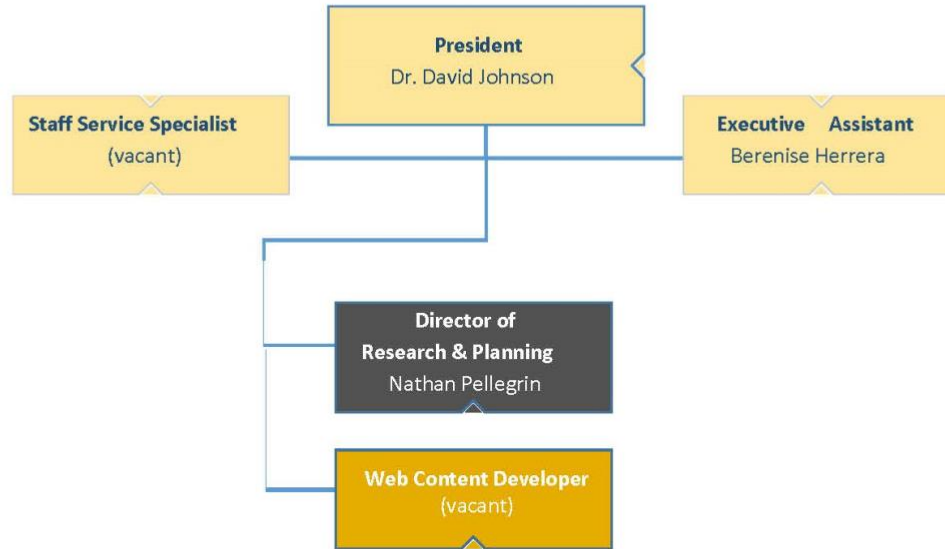 President
Dr. David Johnson
Staff Service Specialist
(vacant)
Executive Assistant
Berenise Herrera
Director of
Research & Planning
Nathan Pellegrin
Web Content Developer
(vacant)